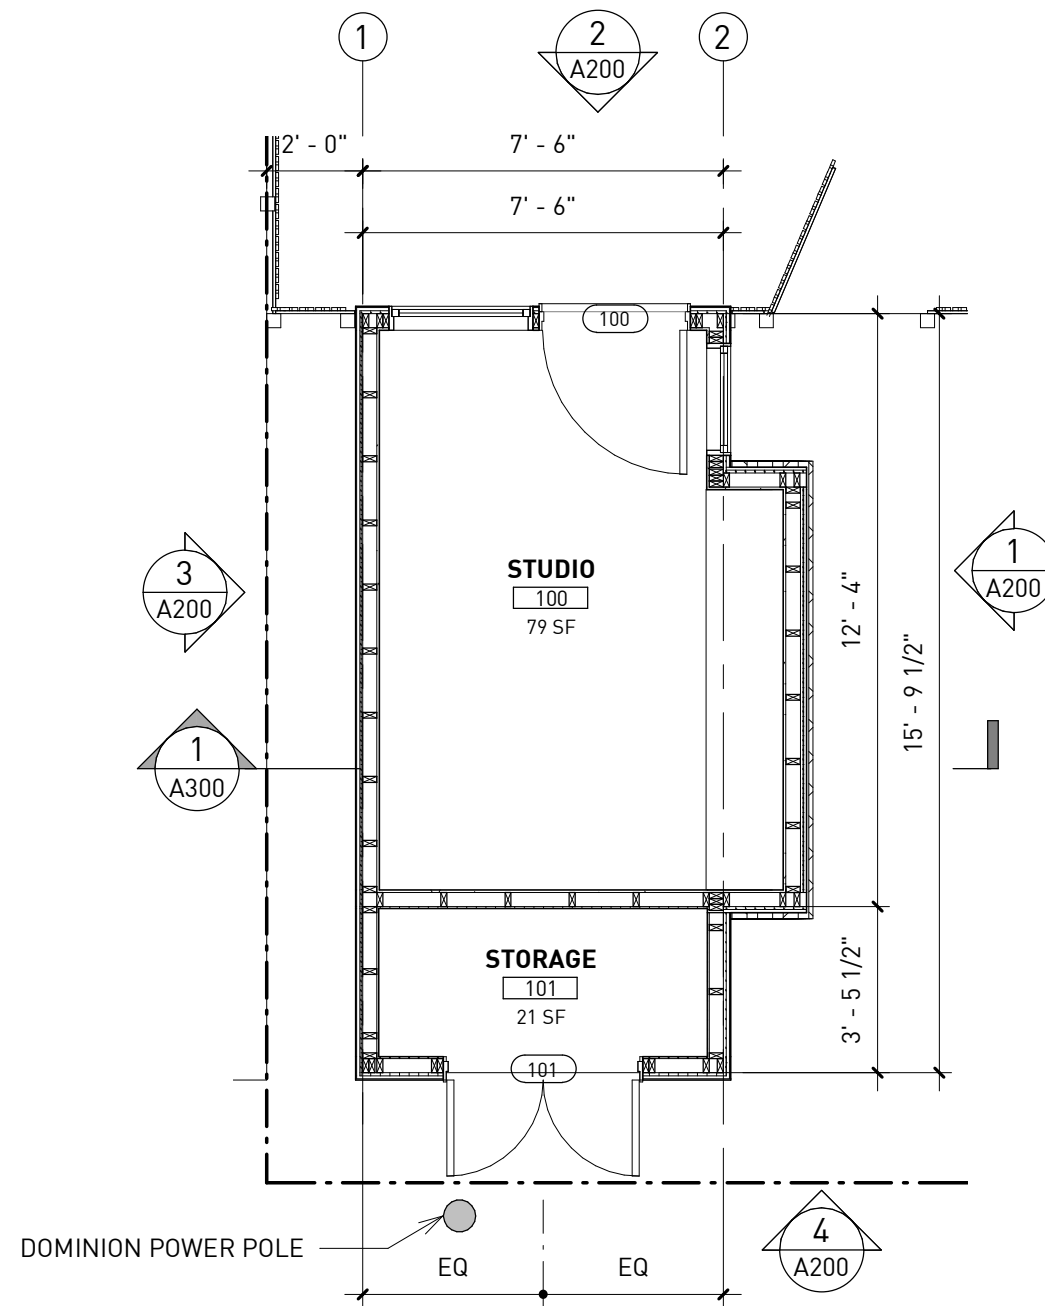 1
2
A200
2
2' - 0"
7' - 6"
7' - 6"
100
STUDIO
100
79 SF
3
A200
1
A200
12' - 4"
15' - 9 1/2"
1
A300
STORAGE
101
21 SF
3' - 5 1/2"
101
DOMINION POWER POLE
EQ
EQ
4
A200